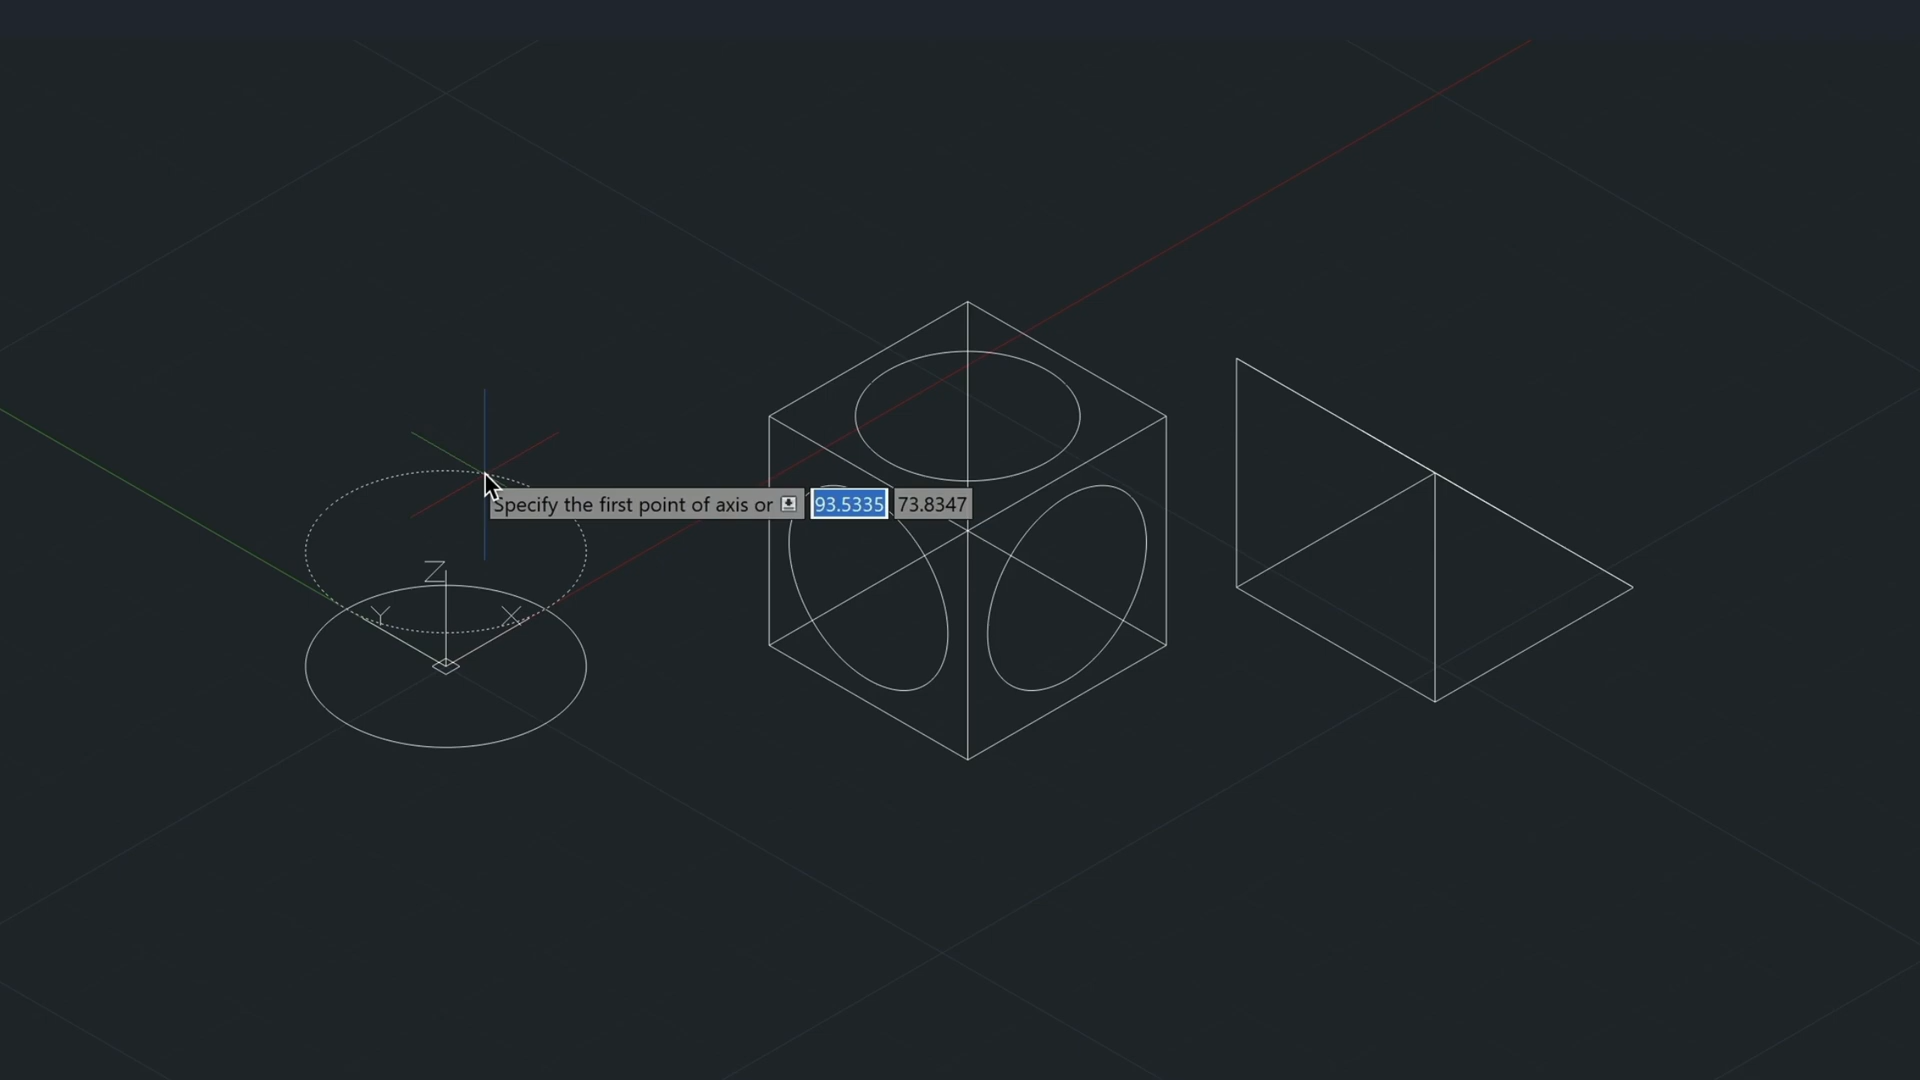 Specify the first point of axis or 93.5335 73.8347
Z
Y X